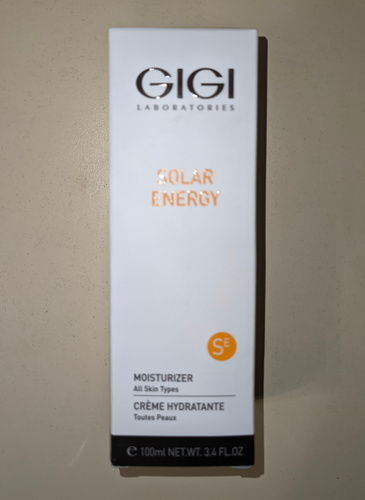 GIGI
LABORATORIES
SOLAR
ENERGY
SE
MOISTURIZER
All Skin Types
CRÈME HYDRATANTE
Toutes Peaux
℮ 100ml NET.WT. 3.4 FL.OZ